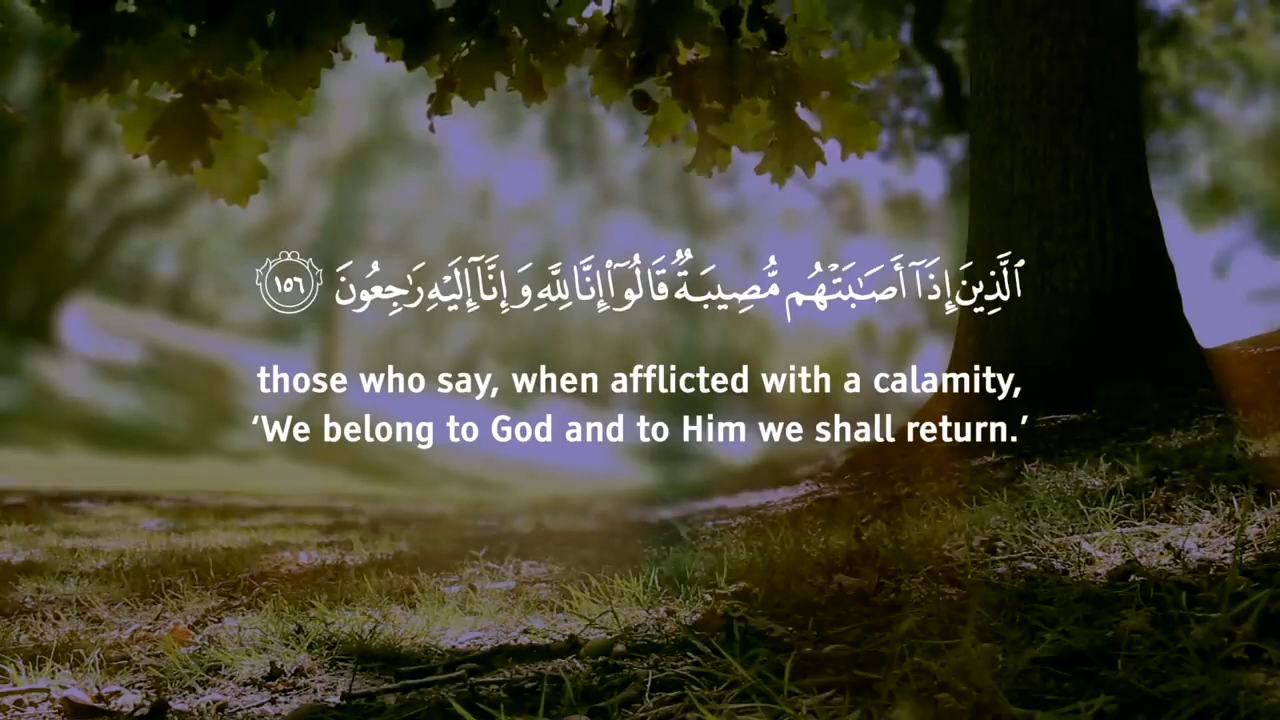 ٱلَّذِينَ إِذَآ أَصَـٰبَتْهُم مُّصِيبَةٌ قَالُوٓا۟ إِنَّا لِلَّهِ وَإِنَّآ إِلَيْهِ رَٰجِعُونَ ١٥٦
those who say, when afflicted with a calamity,
‘We belong to God and to Him we shall return.’